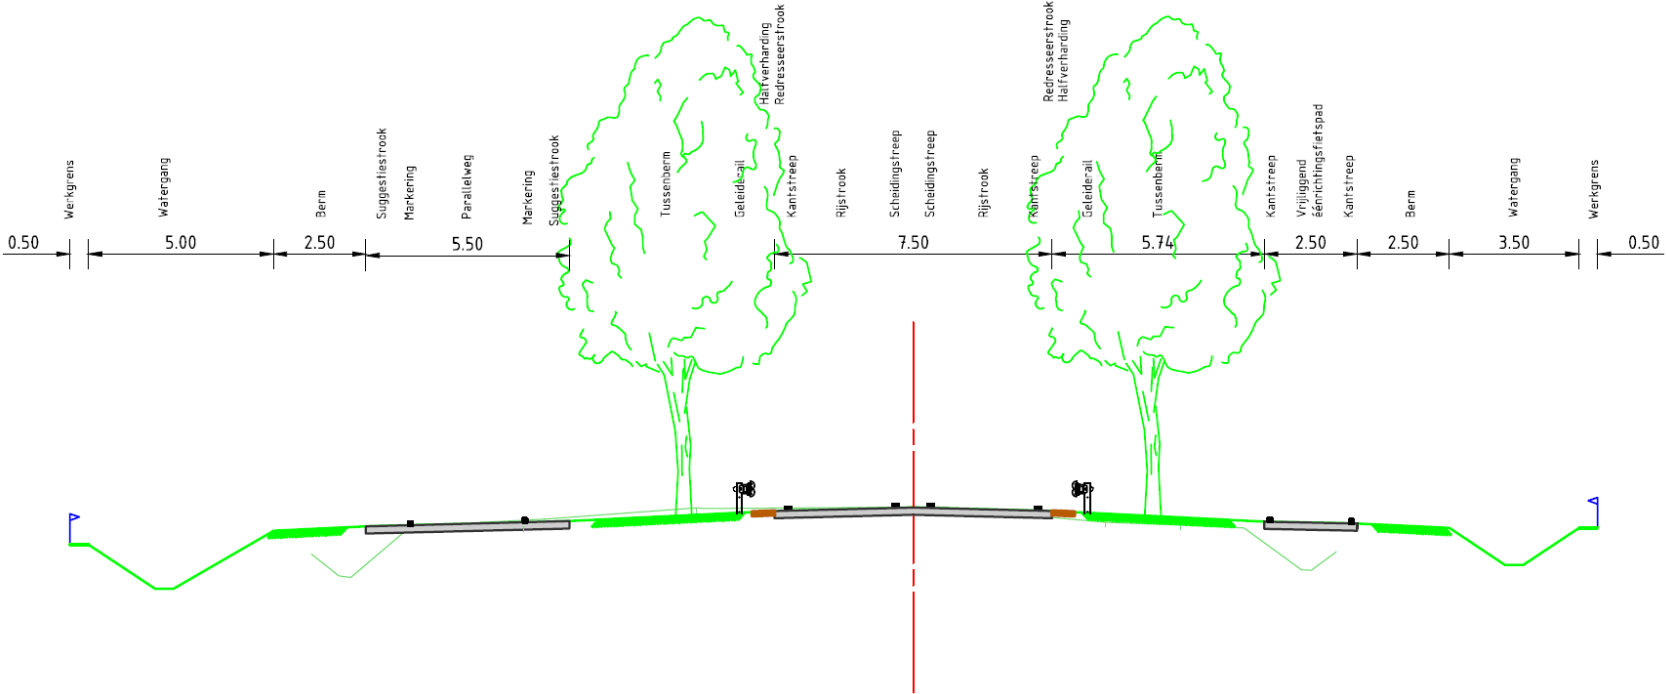 Werkgrens
Watergang
Berm
Suggestiestrook
Markering
Parallelweg
Markering
Suggestiestrook
Tussenberm
Geleiderail
Halfverharding
Redresseerstrook
Kantstreep
Rijstrook
Scheidingstreep
Scheidingstreep
Rijstrook
Kantstreep
Redresseerstrook
Halfverharding
Geleiderail
Tussenberm
Kantstreep
Vrijliggend
éénrichtingsfietspad
Kantstreep
Berm
Watergang
Werkgrens
0.50
5.00
2.50
5.50
7.50
5.74
2.50
2.50
3.50
0.50